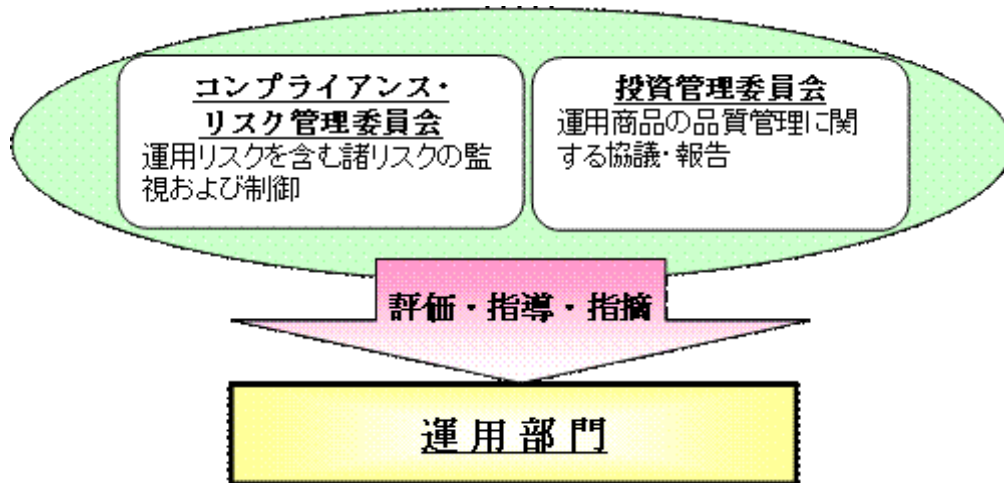 コンプライアンス・
リスク管理委員会
運用リスクを含む諸リスクの監
視および制御
投資管理委員会
運用商品の品質管理に関
する協議・報告
評価・指導・指摘
運用部門